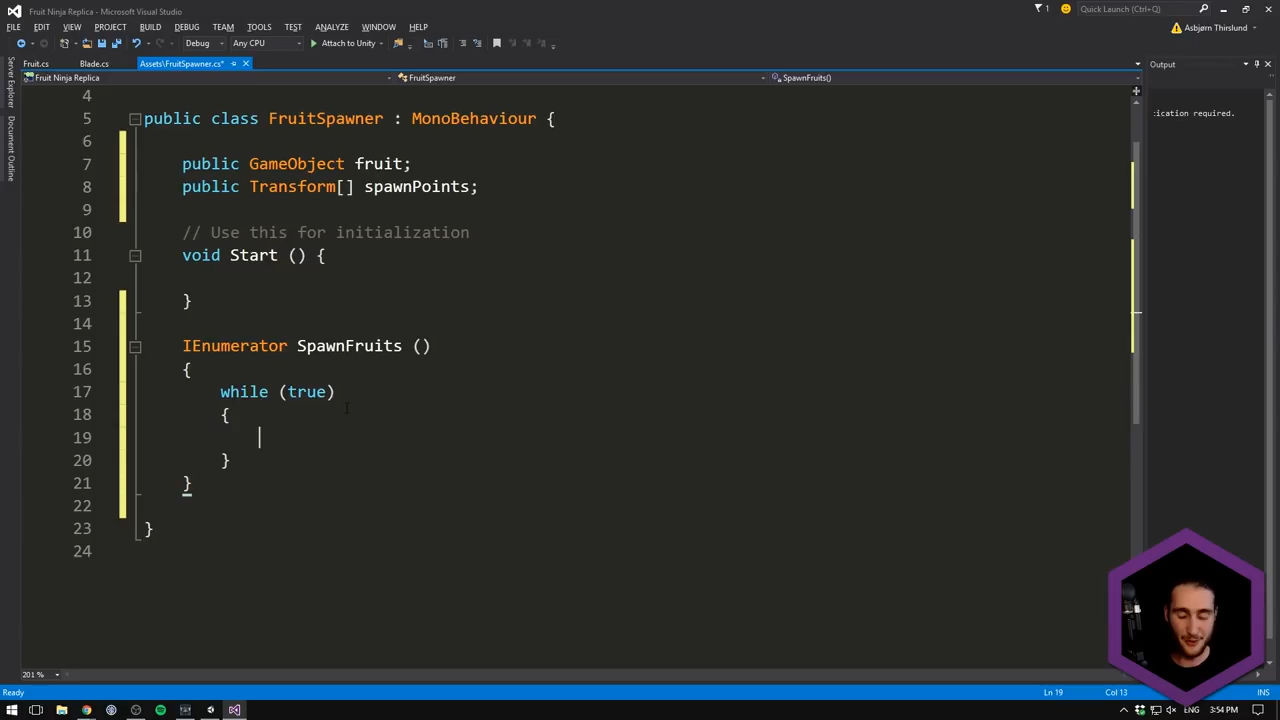 Fruit Ninja Replica - Microsoft Visual Studio
1
Quick Launch (Ctrl+Q)
FILE EDIT VIEW PROJECT BUILD DEBUG TEAM TOOLS TEST ANALYZE WINDOW HELP
Asbjørn Thirslund
Debug Any CPU Attach to Unity
Server Explorer
Document Outline
Fruit.cs Blade.cs Assets\FruitSpawner.cs*
Output
Fruit Ninja Replica FruitSpawner SpawnFruits()
ication required.
4
5 public class FruitSpawner : MonoBehaviour {
6
7 public GameObject fruit;
8 public Transform[] spawnPoints;
9
10 // Use this for initialization
11 void Start () {
12
13 }
14
15 IEnumerator SpawnFruits ()
16 {
17 while (true)
18 {
19
20 }
21 }
22
23 }
24
201 %
Ready Ln 19 Col 13 INS
ENG 3:54 PM